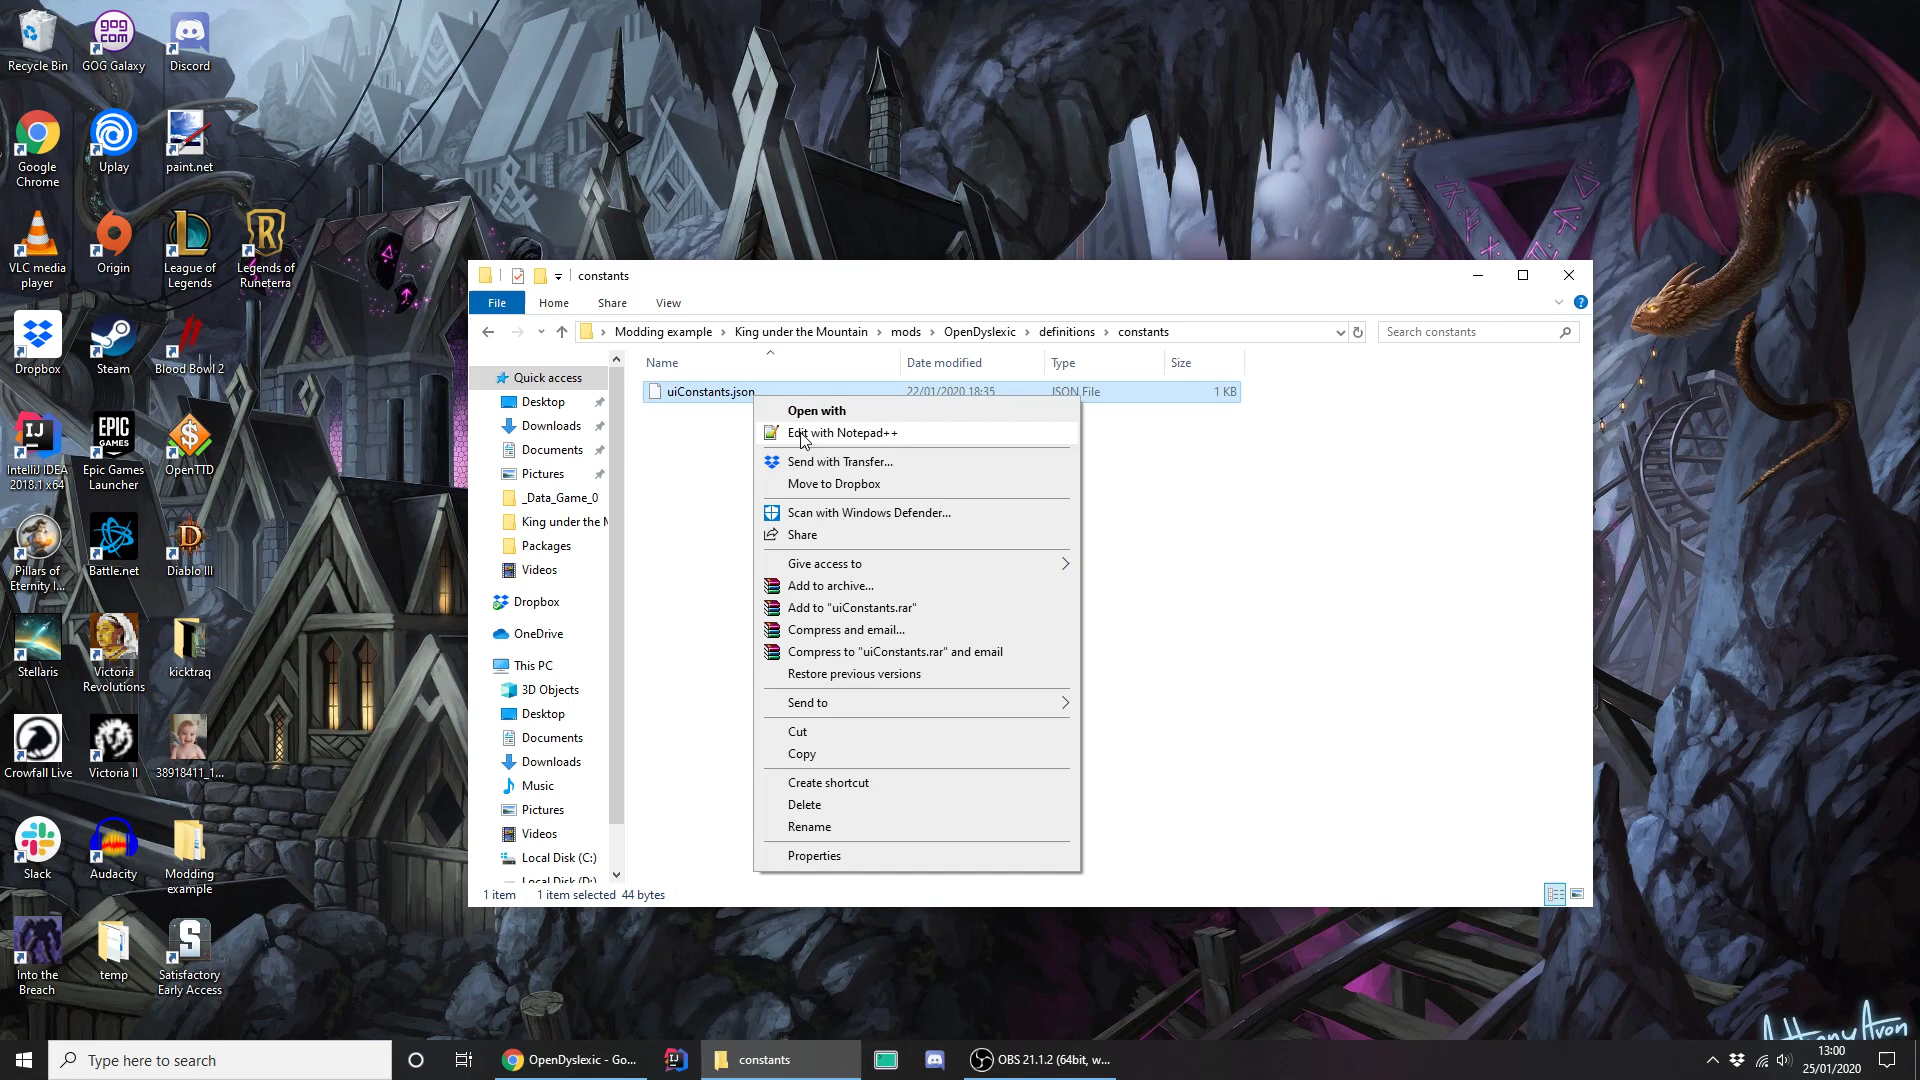 Recycle Bin
GOG Galaxy
Discord
Google Chrome
Uplay
paint.net
VLC media player
Origin
League of Legends
Legends of Runeterra
Dropbox
Steam
Blood Bowl 2
IntelliJ IDEA 2018.1 x64
Epic Games Launcher
OpenTTD
Pillars of Eternity I...
Battle.net
Diablo III
Stellaris
Victoria Revolutions
kicktraq
Crowfall Live
Victoria II
38918411_1...
Slack
Audacity
Modding example
Into the Breach
temp
Satisfactory Early Access
constants
File Home Share View
Modding example > King under the Mountain > mods > OpenDyslexic > definitions > constants
Search constants
Name Date modified Type Size
uiConstants.json 22/01/2020 18:35 JSON File 1 KB
Quick access
Desktop
Downloads
Documents
Pictures
_Data_Game_0
King under the M
Packages
Videos
Dropbox
OneDrive
This PC
3D Objects
Desktop
Documents
Downloads
Music
Pictures
Videos
Local Disk (C:)
Local Disk (D:)
Open with
Edit with Notepad++
Send with Transfer...
Move to Dropbox
Scan with Windows Defender...
Share
Give access to
Add to archive...
Add to "uiConstants.rar"
Compress and email...
Compress to "uiConstants.rar" and email
Restore previous versions
Send to
Cut
Copy
Create shortcut
Delete
Rename
Properties
1 item 1 item selected 44 bytes
Type here to search
OpenDyslexic - Go...
constants
OBS 21.1.2 (64bit, w...
13:00
25/01/2020